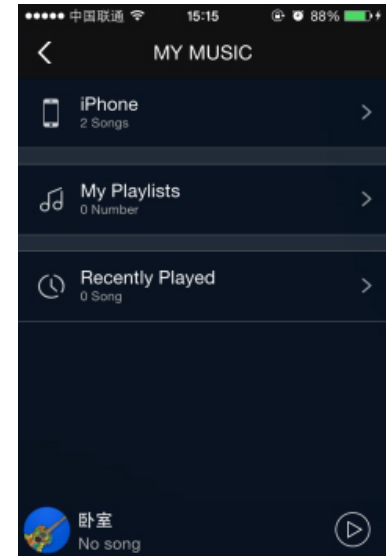 中国联通 15:15 88%
MY MUSIC
iPhone
2 Songs
My Playlists
0 Number
Recently Played
0 Song
卧室
No song